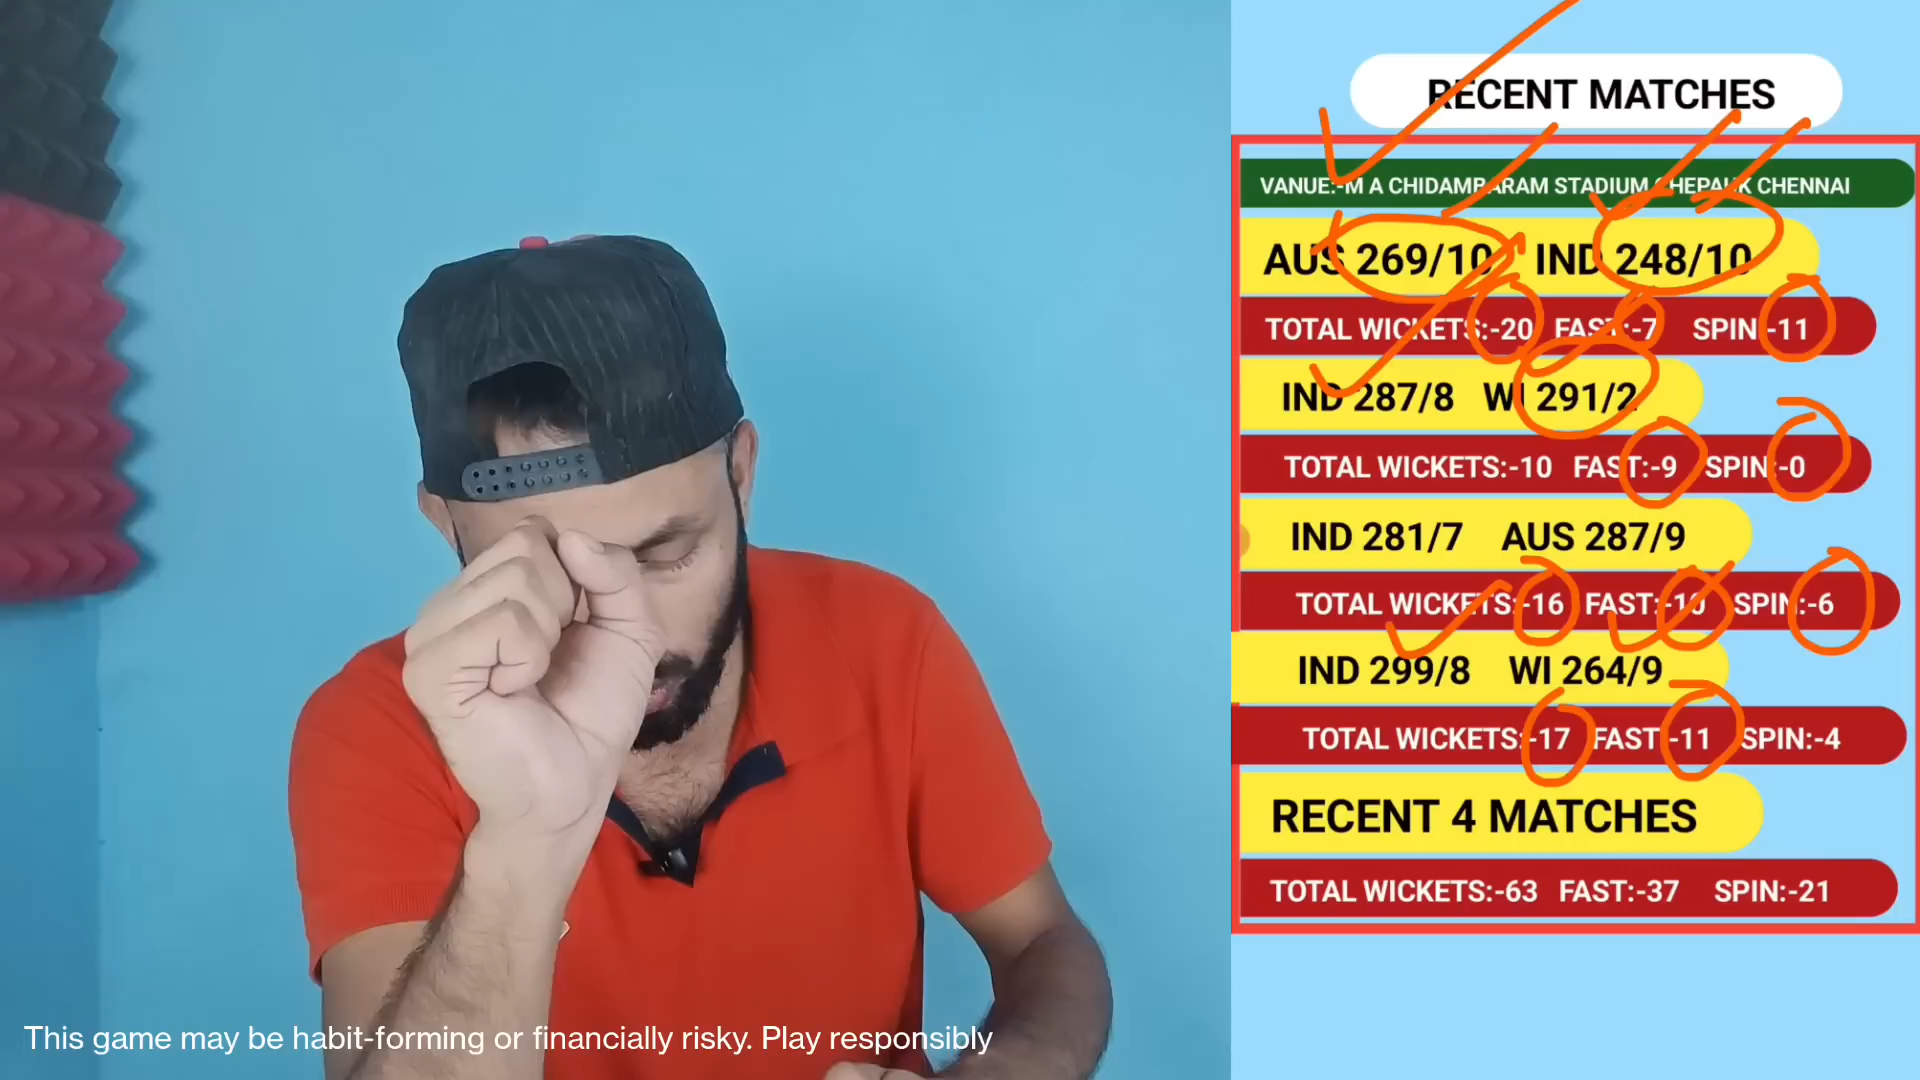 RECENT MATCHES
VANUE:-M A CHIDAMBARAM STADIUM CHEPAUK CHENNAI
AUS 269/10 IND 248/10
TOTAL WICKETS:-20 FAST:-7 SPIN:-11
IND 287/8 WI 291/2
TOTAL WICKETS:-10 FAST:-9 SPIN:-0
IND 281/7 AUS 287/9
TOTAL WICKETS:-16 FAST:-10 SPIN:-6
IND 299/8 WI 264/9
TOTAL WICKETS:-17 FAST:-11 SPIN:-4
RECENT 4 MATCHES
TOTAL WICKETS:-63 FAST:-37 SPIN:-21
This game may be habit-forming or financially risky. Play responsibly